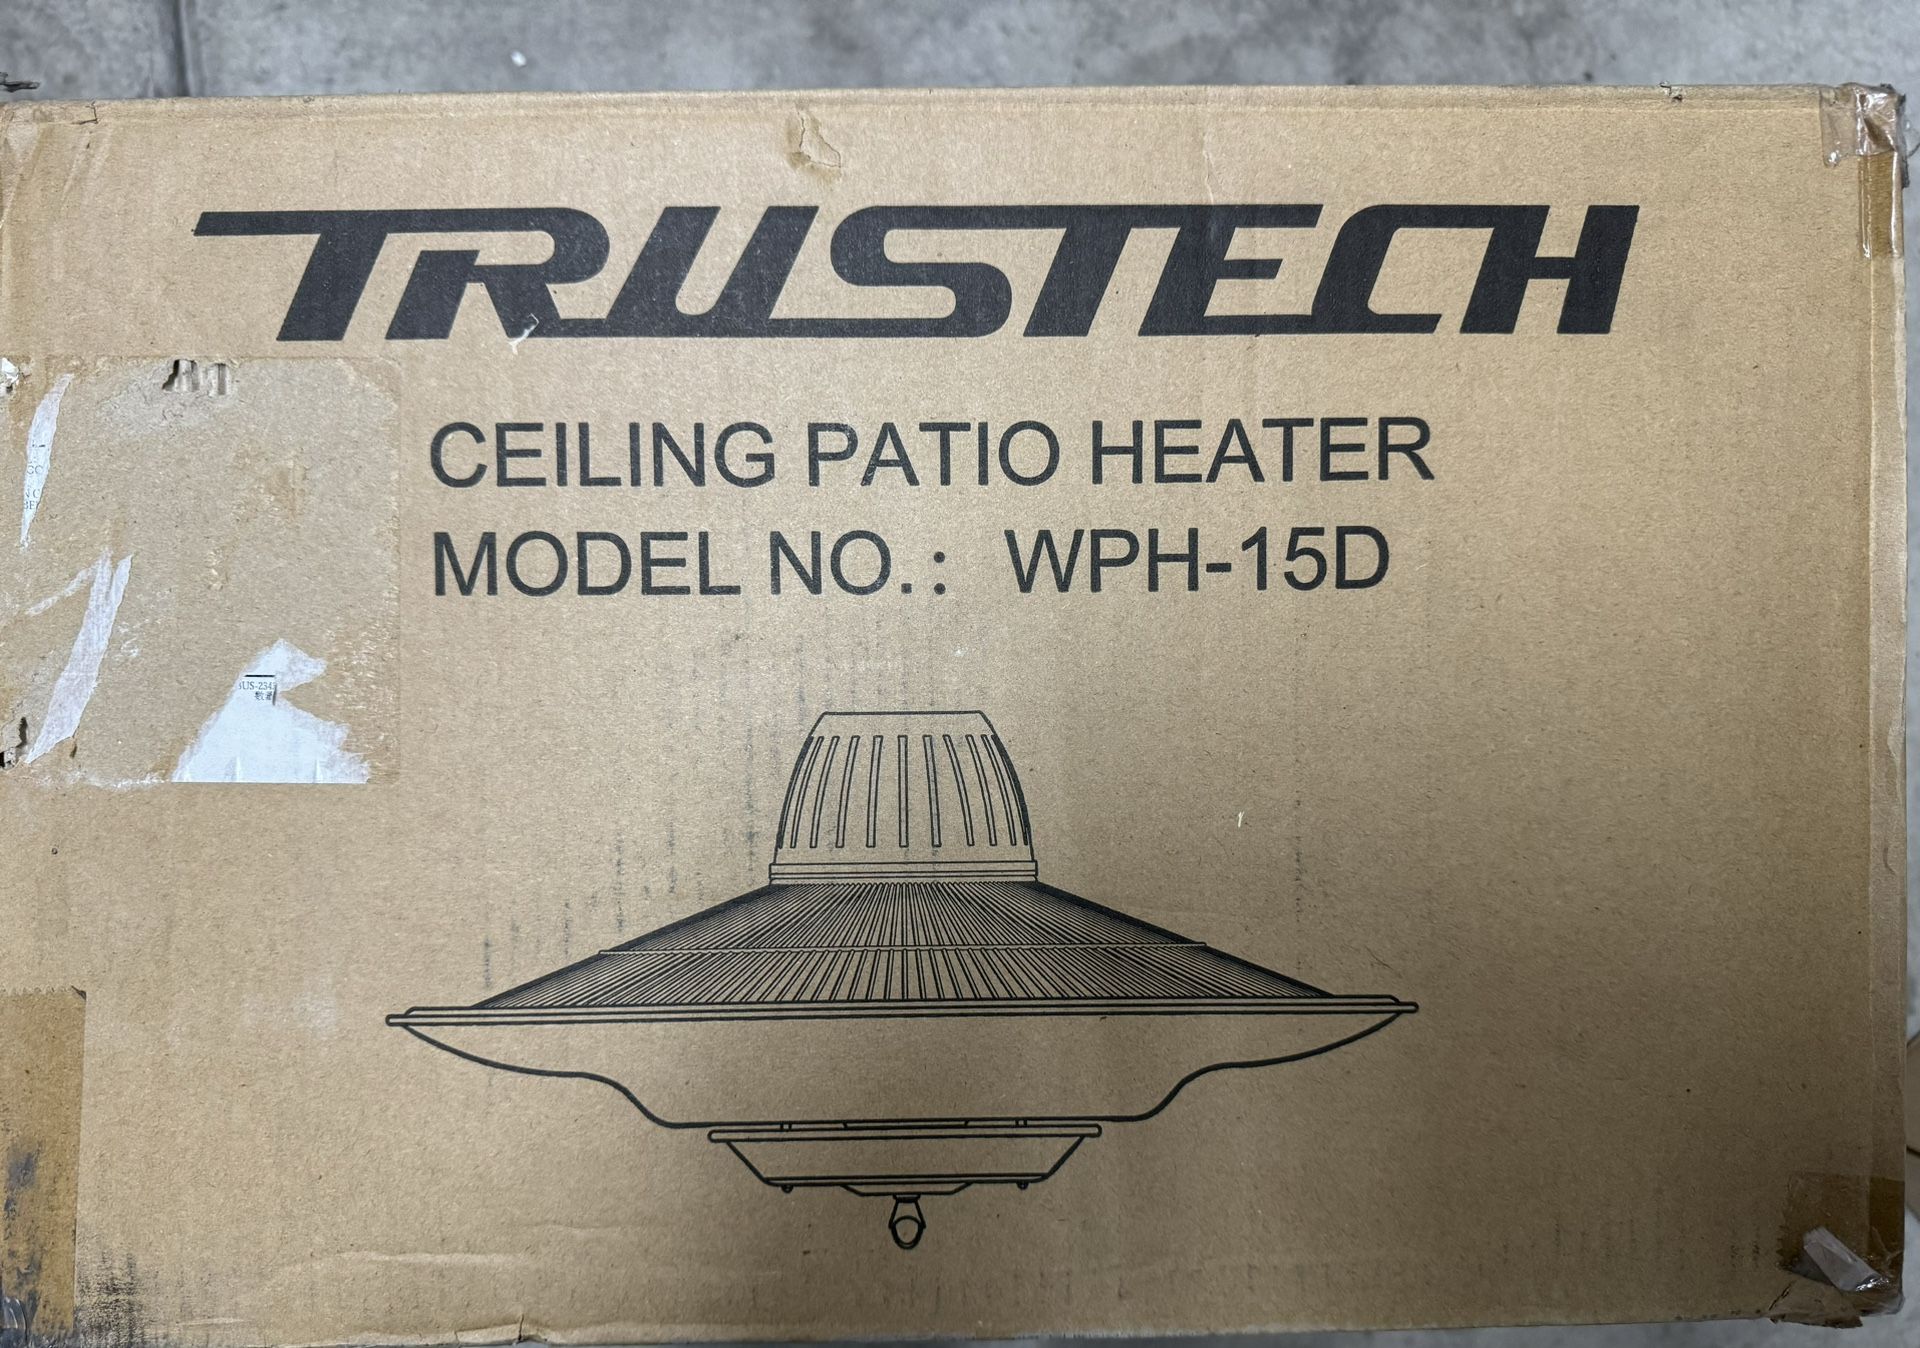 TRUSTECH
CEILING PATIO HEATER
MODEL NO.: WPH-15D